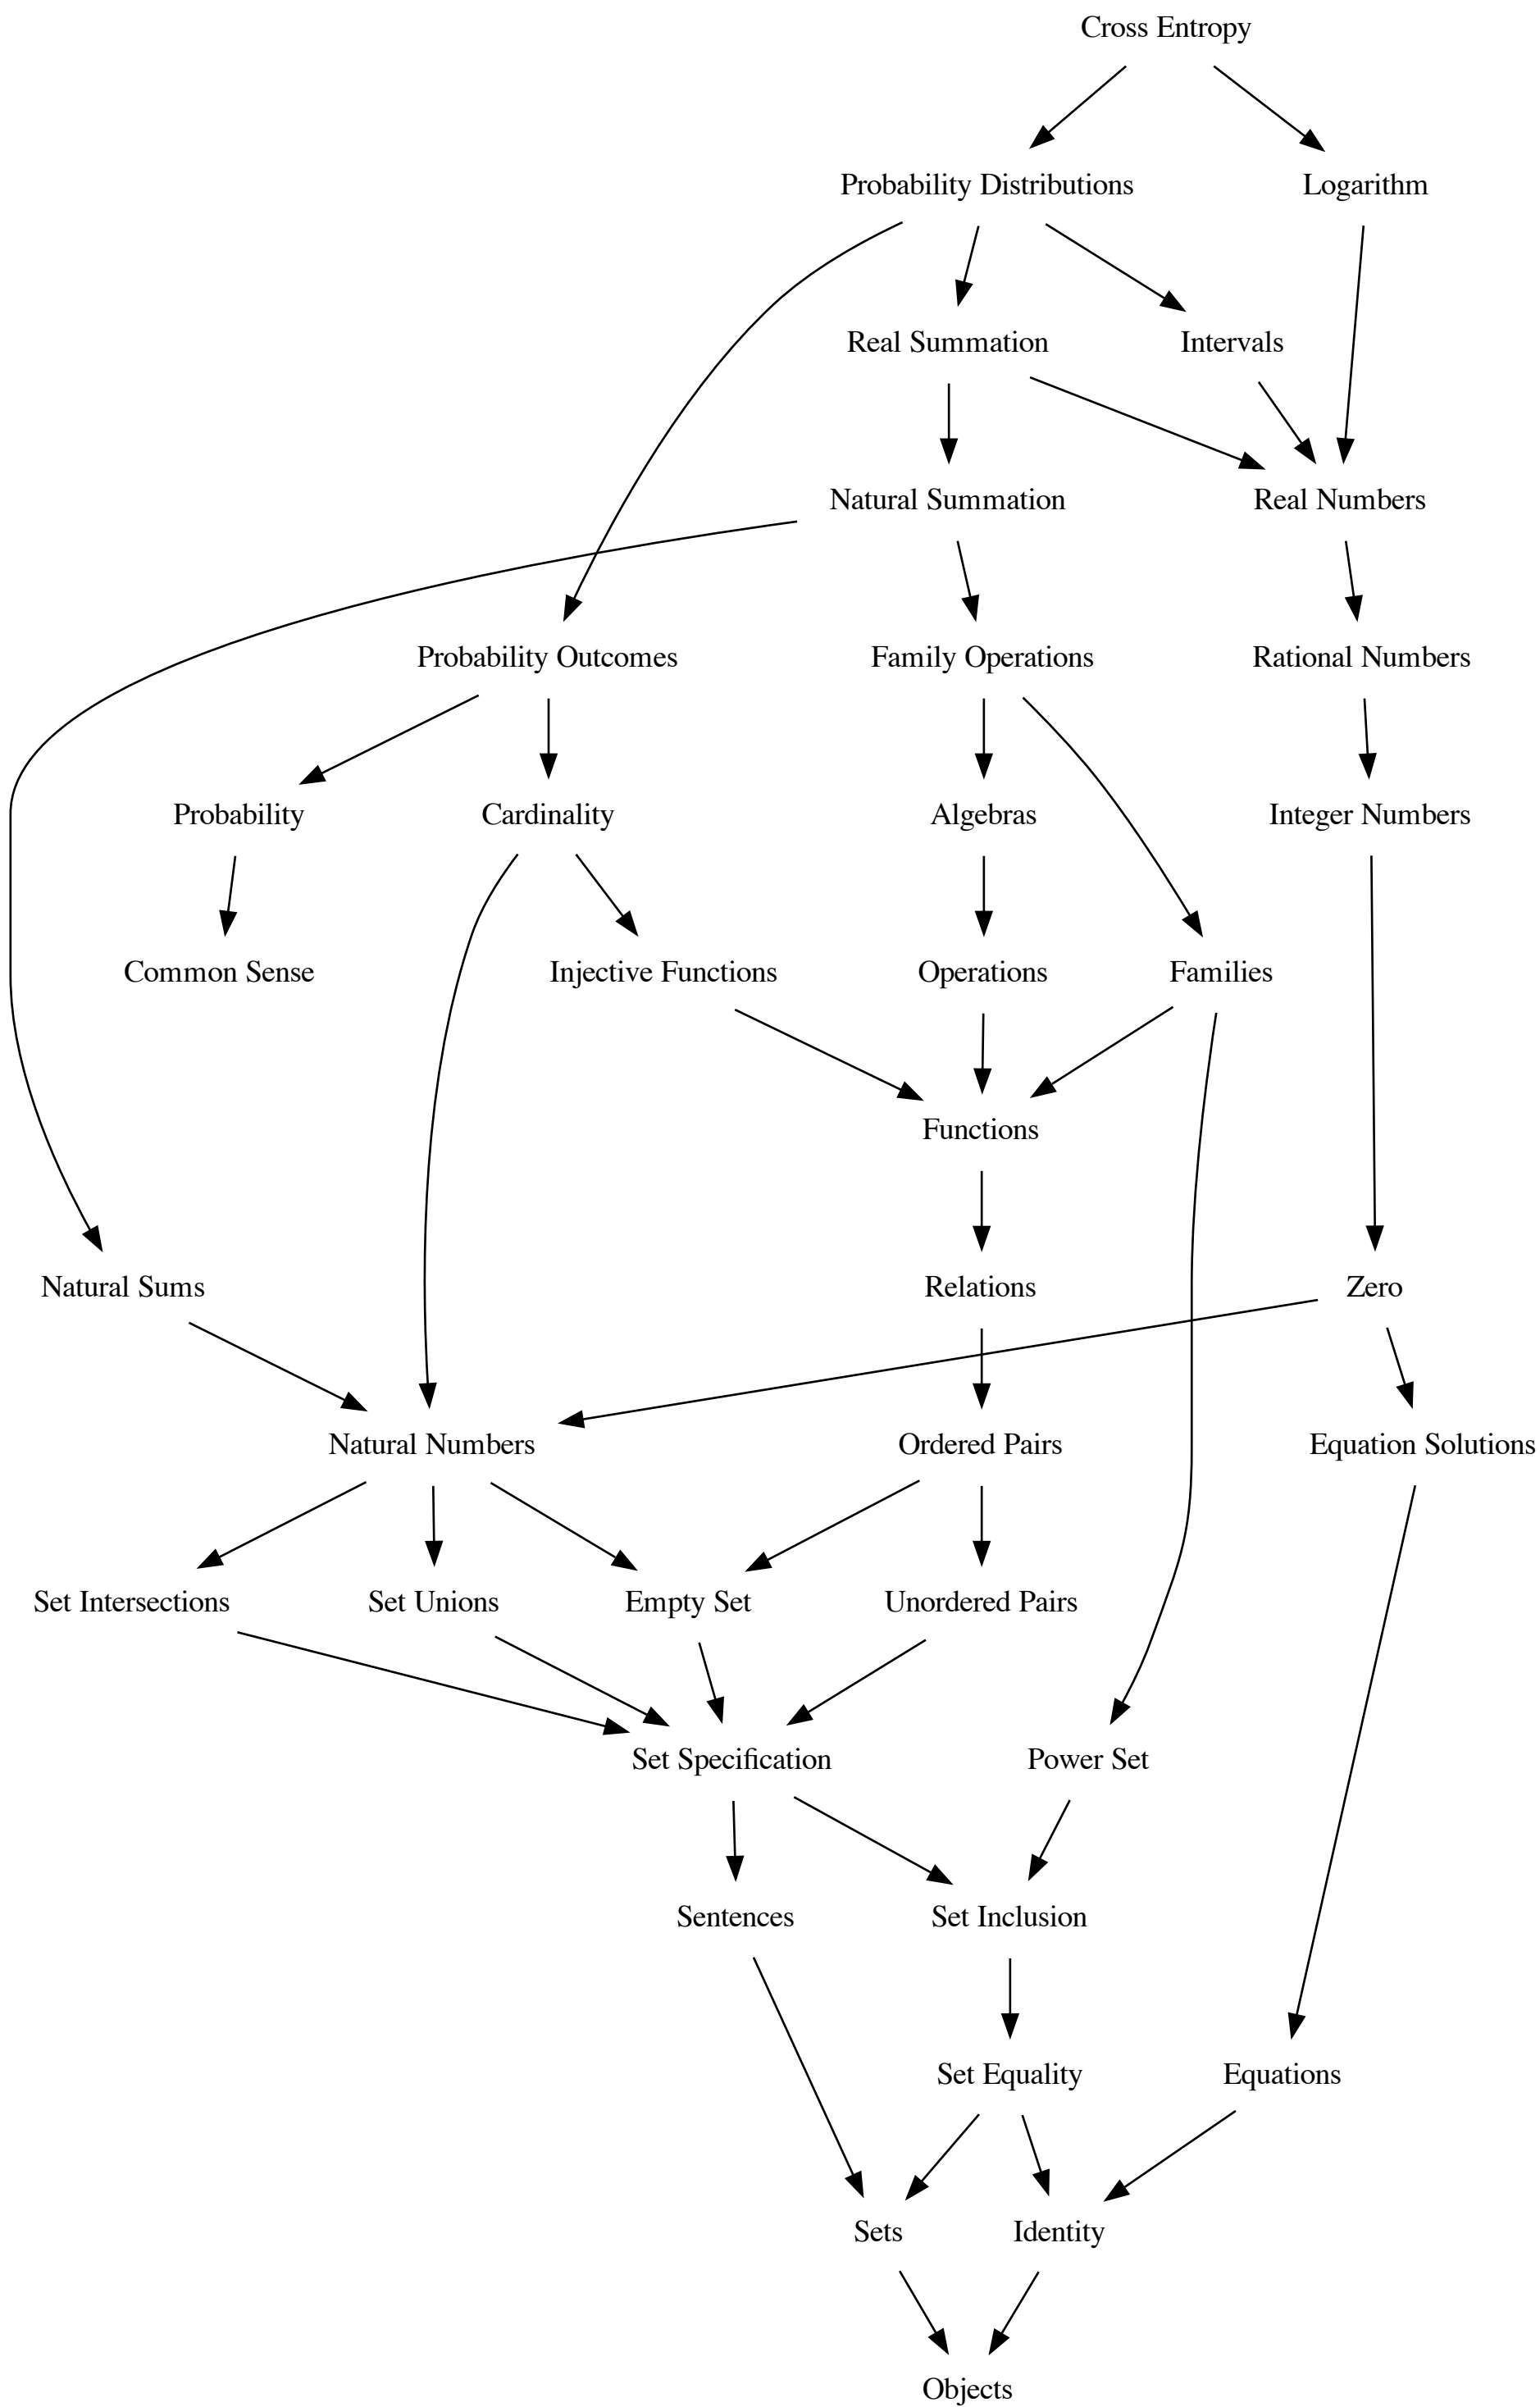 Cross Entropy
Probability Distributions
Logarithm
Real Summation
Intervals
Natural Summation
Real Numbers
Probability Outcomes
Family Operations
Rational Numbers
Probability
Cardinality
Algebras
Integer Numbers
Common Sense
Injective Functions
Operations
Families
Functions
Natural Sums
Relations
Zero
Natural Numbers
Ordered Pairs
Equation Solutions
Set Intersections
Set Unions
Empty Set
Unordered Pairs
Set Specification
Power Set
Sentences
Set Inclusion
Set Equality
Equations
Sets
Identity
Objects